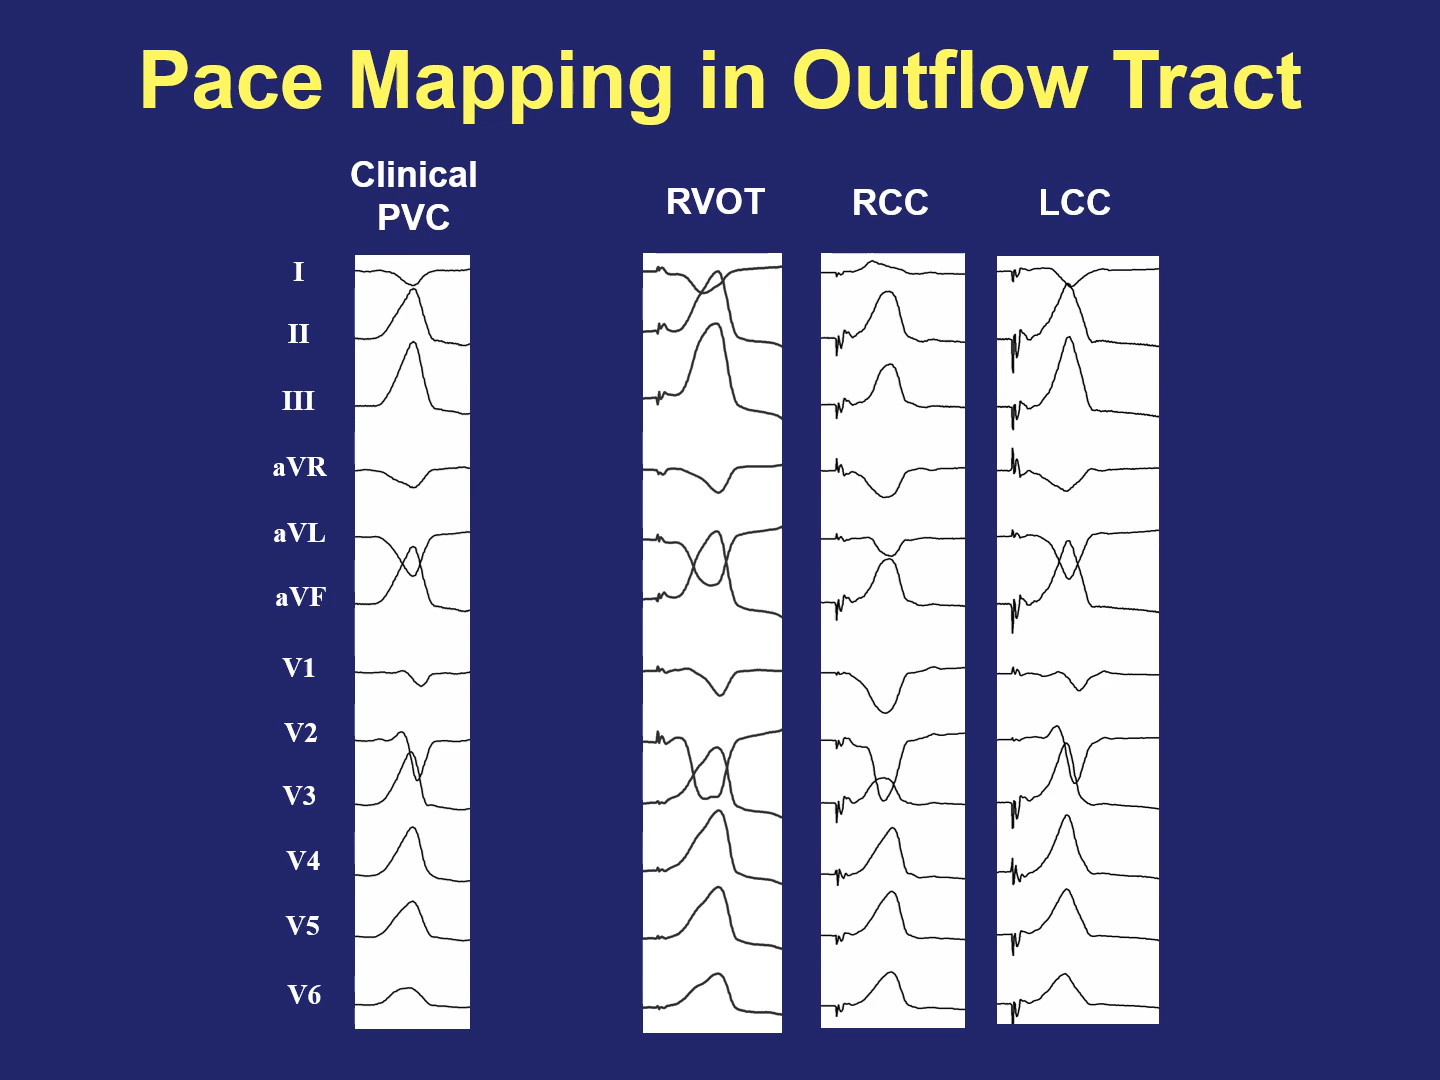 Pace Mapping in Outflow Tract
Clinical
PVC
RVOT
RCC
LCC
I
II
III
aVR
aVL
aVF
V1
V2
V3
V4
V5
V6